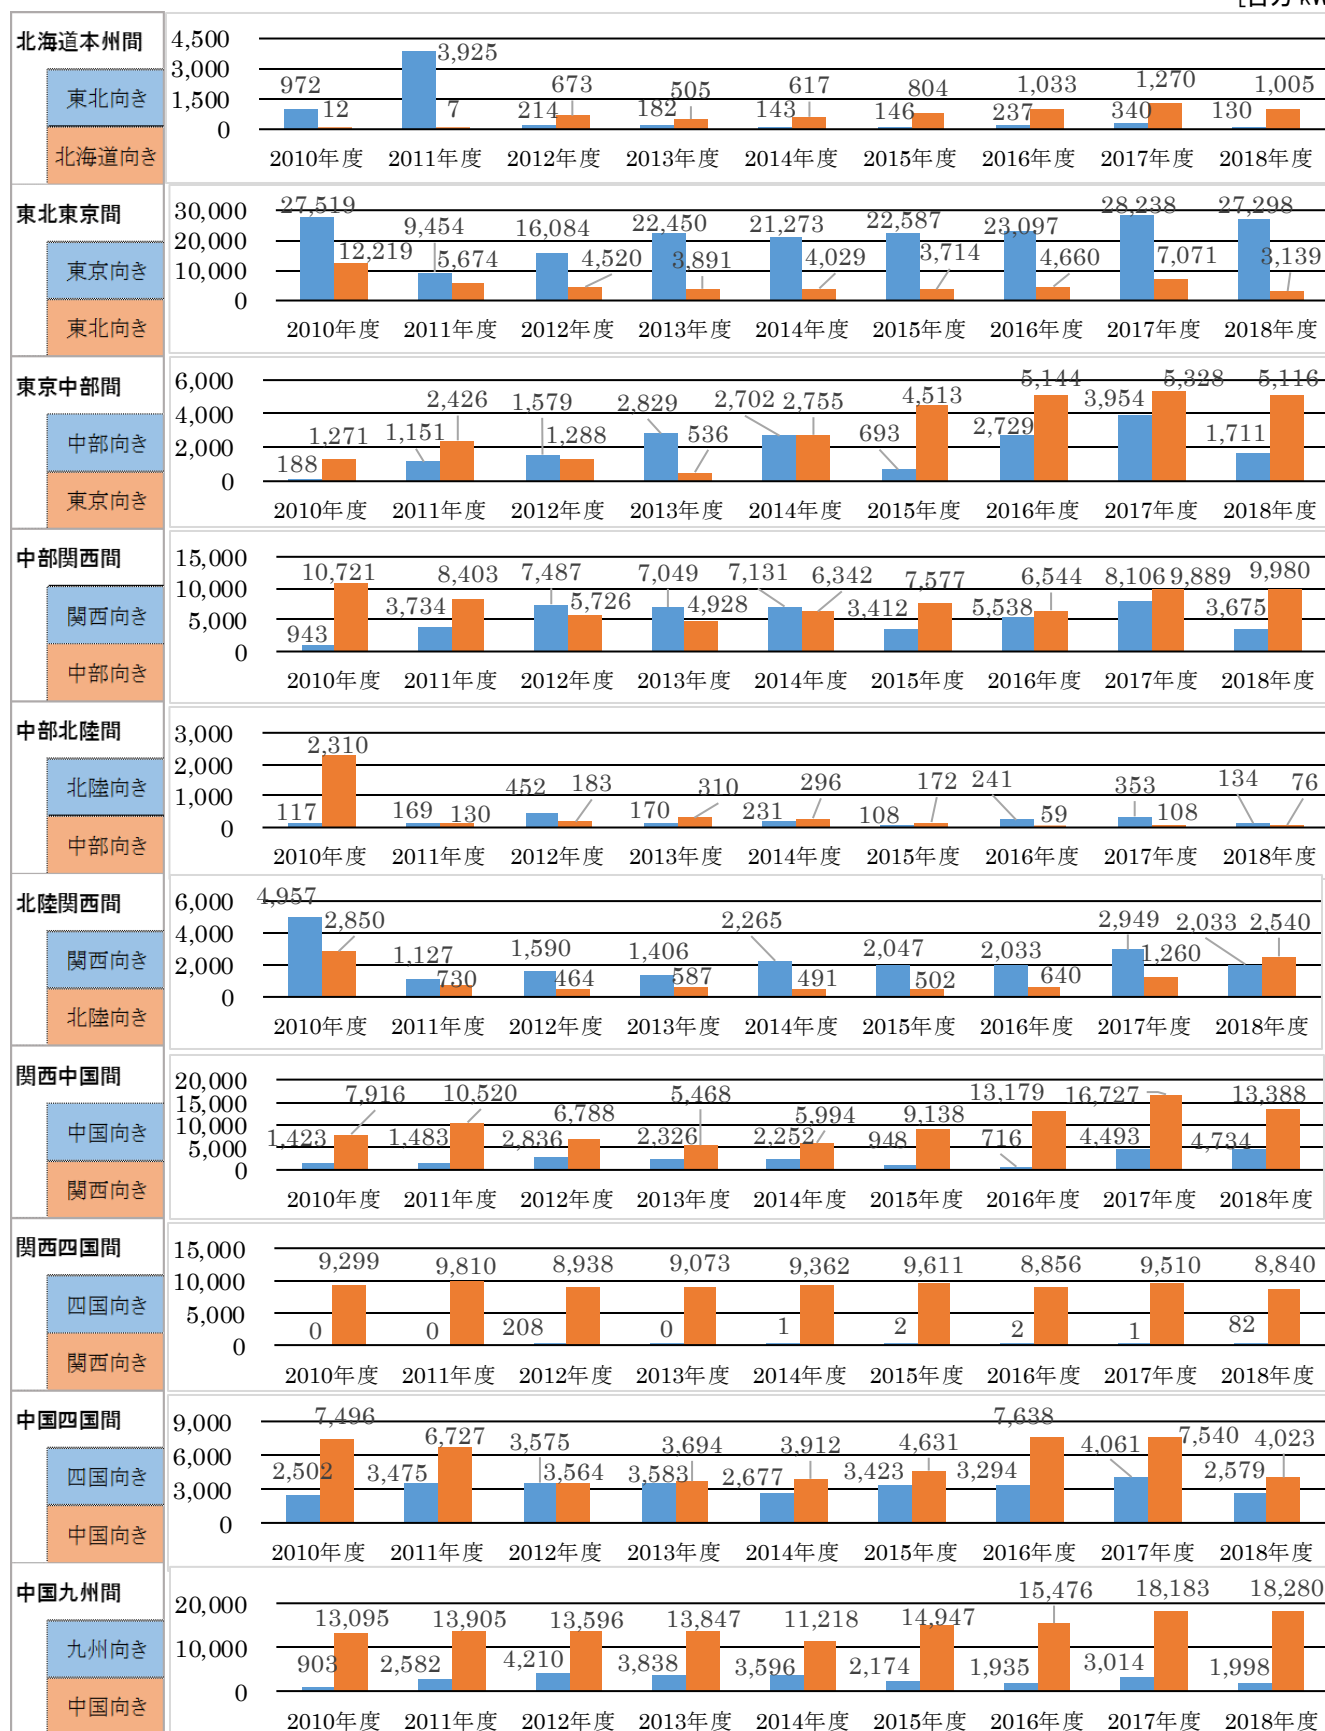 北海道本州間
東北向き
北海道向き
4,500
3,000
1,500
0
972 12 3,925 7 214 673 182 505 143 617 146 804 237 1,033 340 1,270 130 1,005
2010年度 2011年度 2012年度 2013年度 2014年度 2015年度 2016年度 2017年度 2018年度
東北東京間
東京向き
東北向き
30,000
20,000
10,000
0
27,519 12,219 9,454 5,674 16,084 4,520 22,450 3,891 21,273 4,029 22,587 3,714 23,097 4,660 28,238 7,071 27,298 3,139
2010年度 2011年度 2012年度 2013年度 2014年度 2015年度 2016年度 2017年度 2018年度
東京中部間
中部向き
東京向き
6,000
4,000
2,000
0
188 1,271 1,151 2,426 1,579 1,288 2,829 536 2,702 2,755 693 4,513 2,729 5,144 3,954 5,328 1,711 5,116
2010年度 2011年度 2012年度 2013年度 2014年度 2015年度 2016年度 2017年度 2018年度
中部関西間
関西向き
中部向き
15,000
10,000
5,000
0
943 10,721 3,734 8,403 7,487 5,726 7,049 4,928 7,131 6,342 3,412 7,577 5,538 6,544 8,106 9,889 3,675 9,980
2010年度 2011年度 2012年度 2013年度 2014年度 2015年度 2016年度 2017年度 2018年度
中部北陸間
北陸向き
中部向き
3,000
2,000
1,000
0
117 2,310 169 130 452 183 170 310 231 296 108 172 241 59 353 108 134 76
2010年度 2011年度 2012年度 2013年度 2014年度 2015年度 2016年度 2017年度 2018年度
北陸関西間
関西向き
北陸向き
6,000
4,000
2,000
0
4,957 2,850 1,127 730 1,590 464 1,406 587 2,265 491 2,047 502 2,033 640 2,949 1,260 2,033 2,540
2010年度 2011年度 2012年度 2013年度 2014年度 2015年度 2016年度 2017年度 2018年度
関西中国間
中国向き
関西向き
20,000
15,000
10,000
5,000
0
1,423 7,916 1,483 10,520 2,836 6,788 2,326 5,468 2,252 5,994 948 9,138 716 13,179 4,493 16,727 4,734 13,388
2010年度 2011年度 2012年度 2013年度 2014年度 2015年度 2016年度 2017年度 2018年度
関西四国間
四国向き
関西向き
15,000
10,000
5,000
0
0 9,299 0 9,810 208 8,938 0 9,073 1 9,362 2 9,611 2 8,856 1 9,510 82 8,840
2010年度 2011年度 2012年度 2013年度 2014年度 2015年度 2016年度 2017年度 2018年度
中国四国間
四国向き
中国向き
9,000
6,000
3,000
0
2,502 7,496 3,475 6,727 3,575 3,564 3,583 3,694 2,677 3,912 3,423 4,631 3,294 7,638 4,061 7,540 2,579 4,023
2010年度 2011年度 2012年度 2013年度 2014年度 2015年度 2016年度 2017年度 2018年度
中国九州間
九州向き
中国向き
20,000
10,000
0
903 13,095 2,582 13,905 4,210 13,596 3,838 13,847 3,596 11,218 2,174 14,947 1,935 15,476 3,014 18,183 1,998 18,280
2010年度 2011年度 2012年度 2013年度 2014年度 2015年度 2016年度 2017年度 2018年度